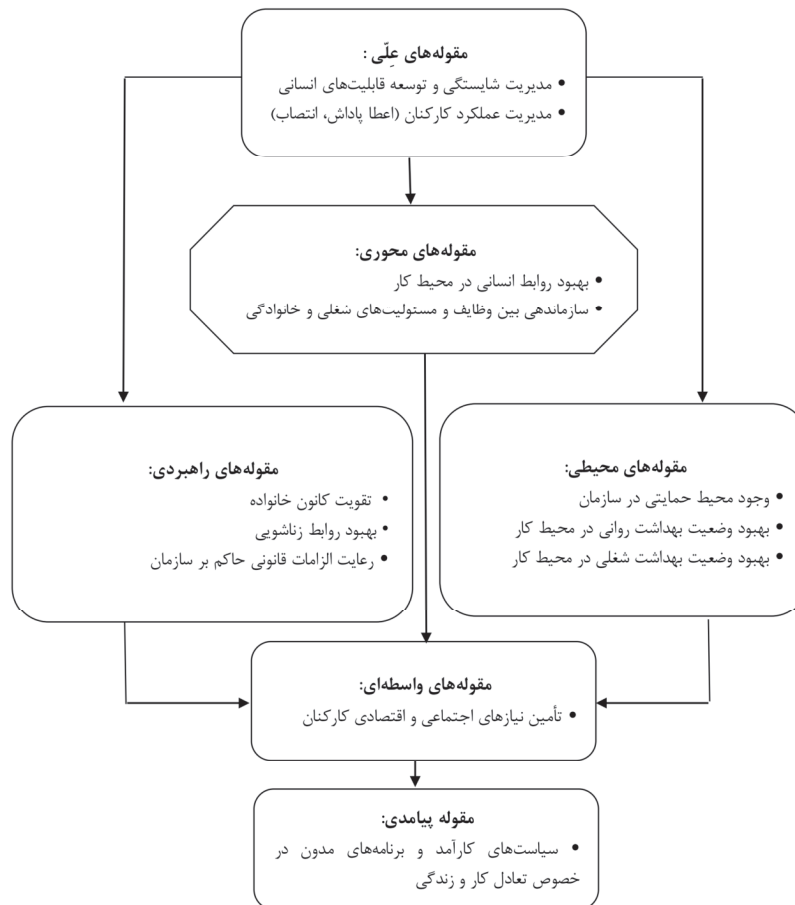 مقوله‌های عِلّی :
• مدیریت شایستگی و توسعه قابلیت‌های انسانی
• مدیریت عملکرد کارکنان (اعطا پاداش، انتصاب)
مقوله‌های محوری:
• بهبود روابط انسانی در محیط کار
• سازماندهی بین وظایف و مسئولیت‌های شغلی و خانوادگی
مقوله‌های محیطی:
• وجود محیط حمایتی در سازمان
• بهبود وضعیت بهداشت روانی در محیط کار
• بهبود وضعیت بهداشت شغلی در محیط کار
مقوله‌های راهبردی:
• تقویت کانون خانواده
• بهبود روابط زناشویی
• رعایت الزامات قانونی حاکم بر سازمان
مقوله‌های واسطه‌ای:
• تأمین نیازهای اجتماعی و اقتصادی کارکنان
مقوله پیامدی:
• سیاست‌های کارآمد و برنامه‌های مدون در
خصوص تعادل کار و زندگی